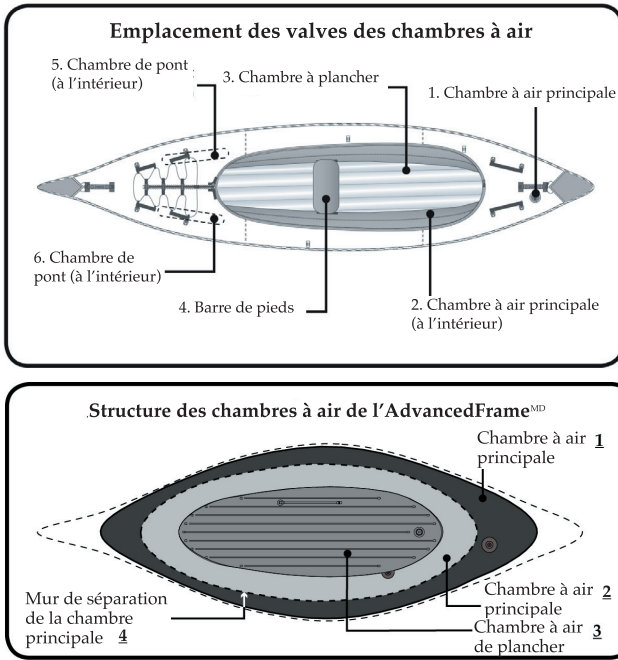 Emplacement des valves des chambres à air
5. Chambre de pont
(à l'intérieur)
3. Chambre à plancher
1. Chambre à air principale
6. Chambre de
pont (à l'intérieur)
4. Barre de pieds
2. Chambre à air principale
(à l'intérieur)
Structure des chambres à air de l'AdvancedFrame MD
Chambre à air 1
principale
Mur de séparation
de la chambre
principale 4
Chambre à air 2
principale
Chambre à air 3
de plancher